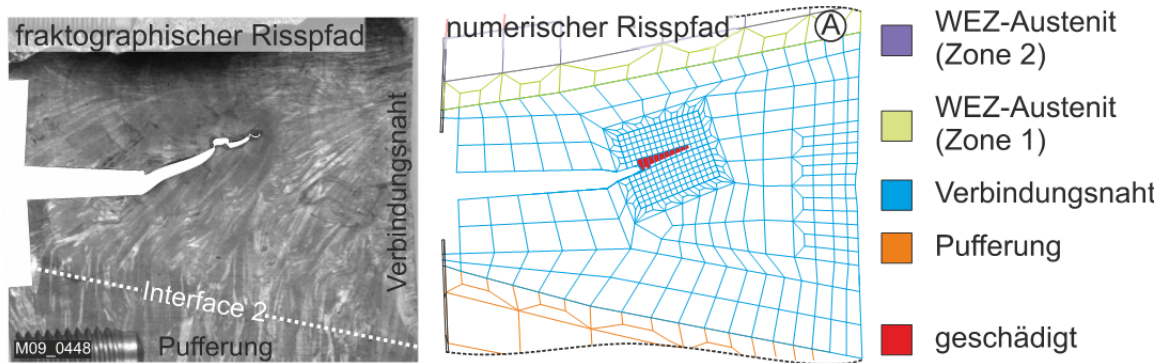 fraktographischer Risspfad
Verbindungsnaht
Interface 2
M09_0448
Pufferung
numerischer Risspfad
A
WEZ-Austenit
(Zone 2)
WEZ-Austenit
(Zone 1)
Verbindungsnaht
Pufferung
geschädigt